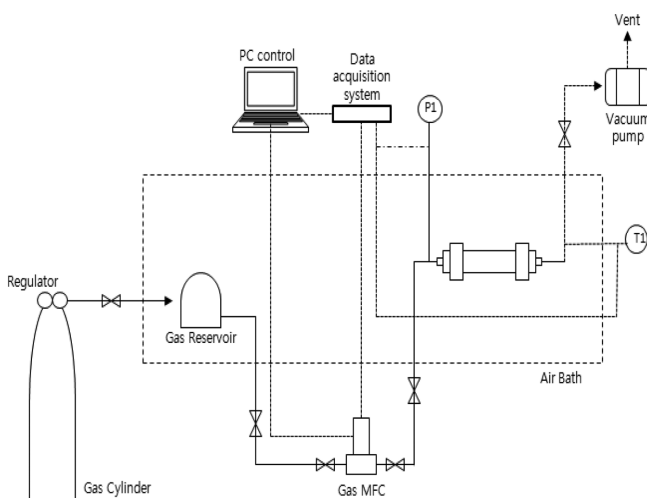 Vent
PC control
Data
acquisition
system
P1
Vacuum
pump
T1
Regulator
Gas Reservoir
Air Bath
Gas Cylinder
Gas MFC